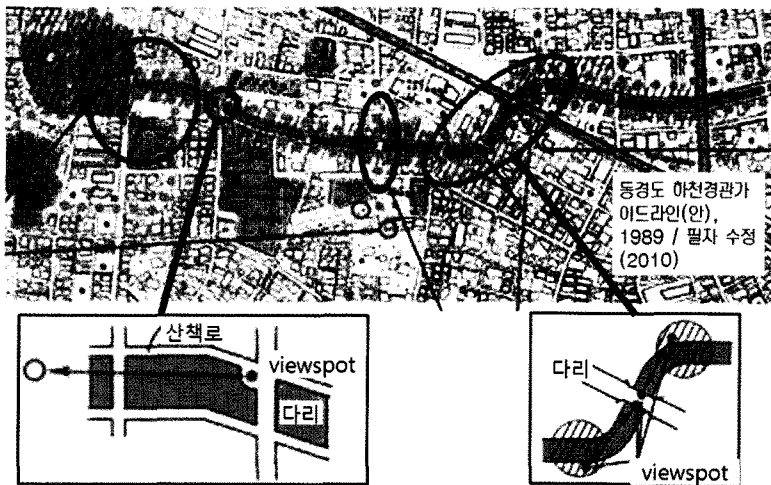 동경도 하천경관가
이드라인(안),
1989 / 필자 수정
(2010)
산책로
viewspot
다리
다리
viewspot